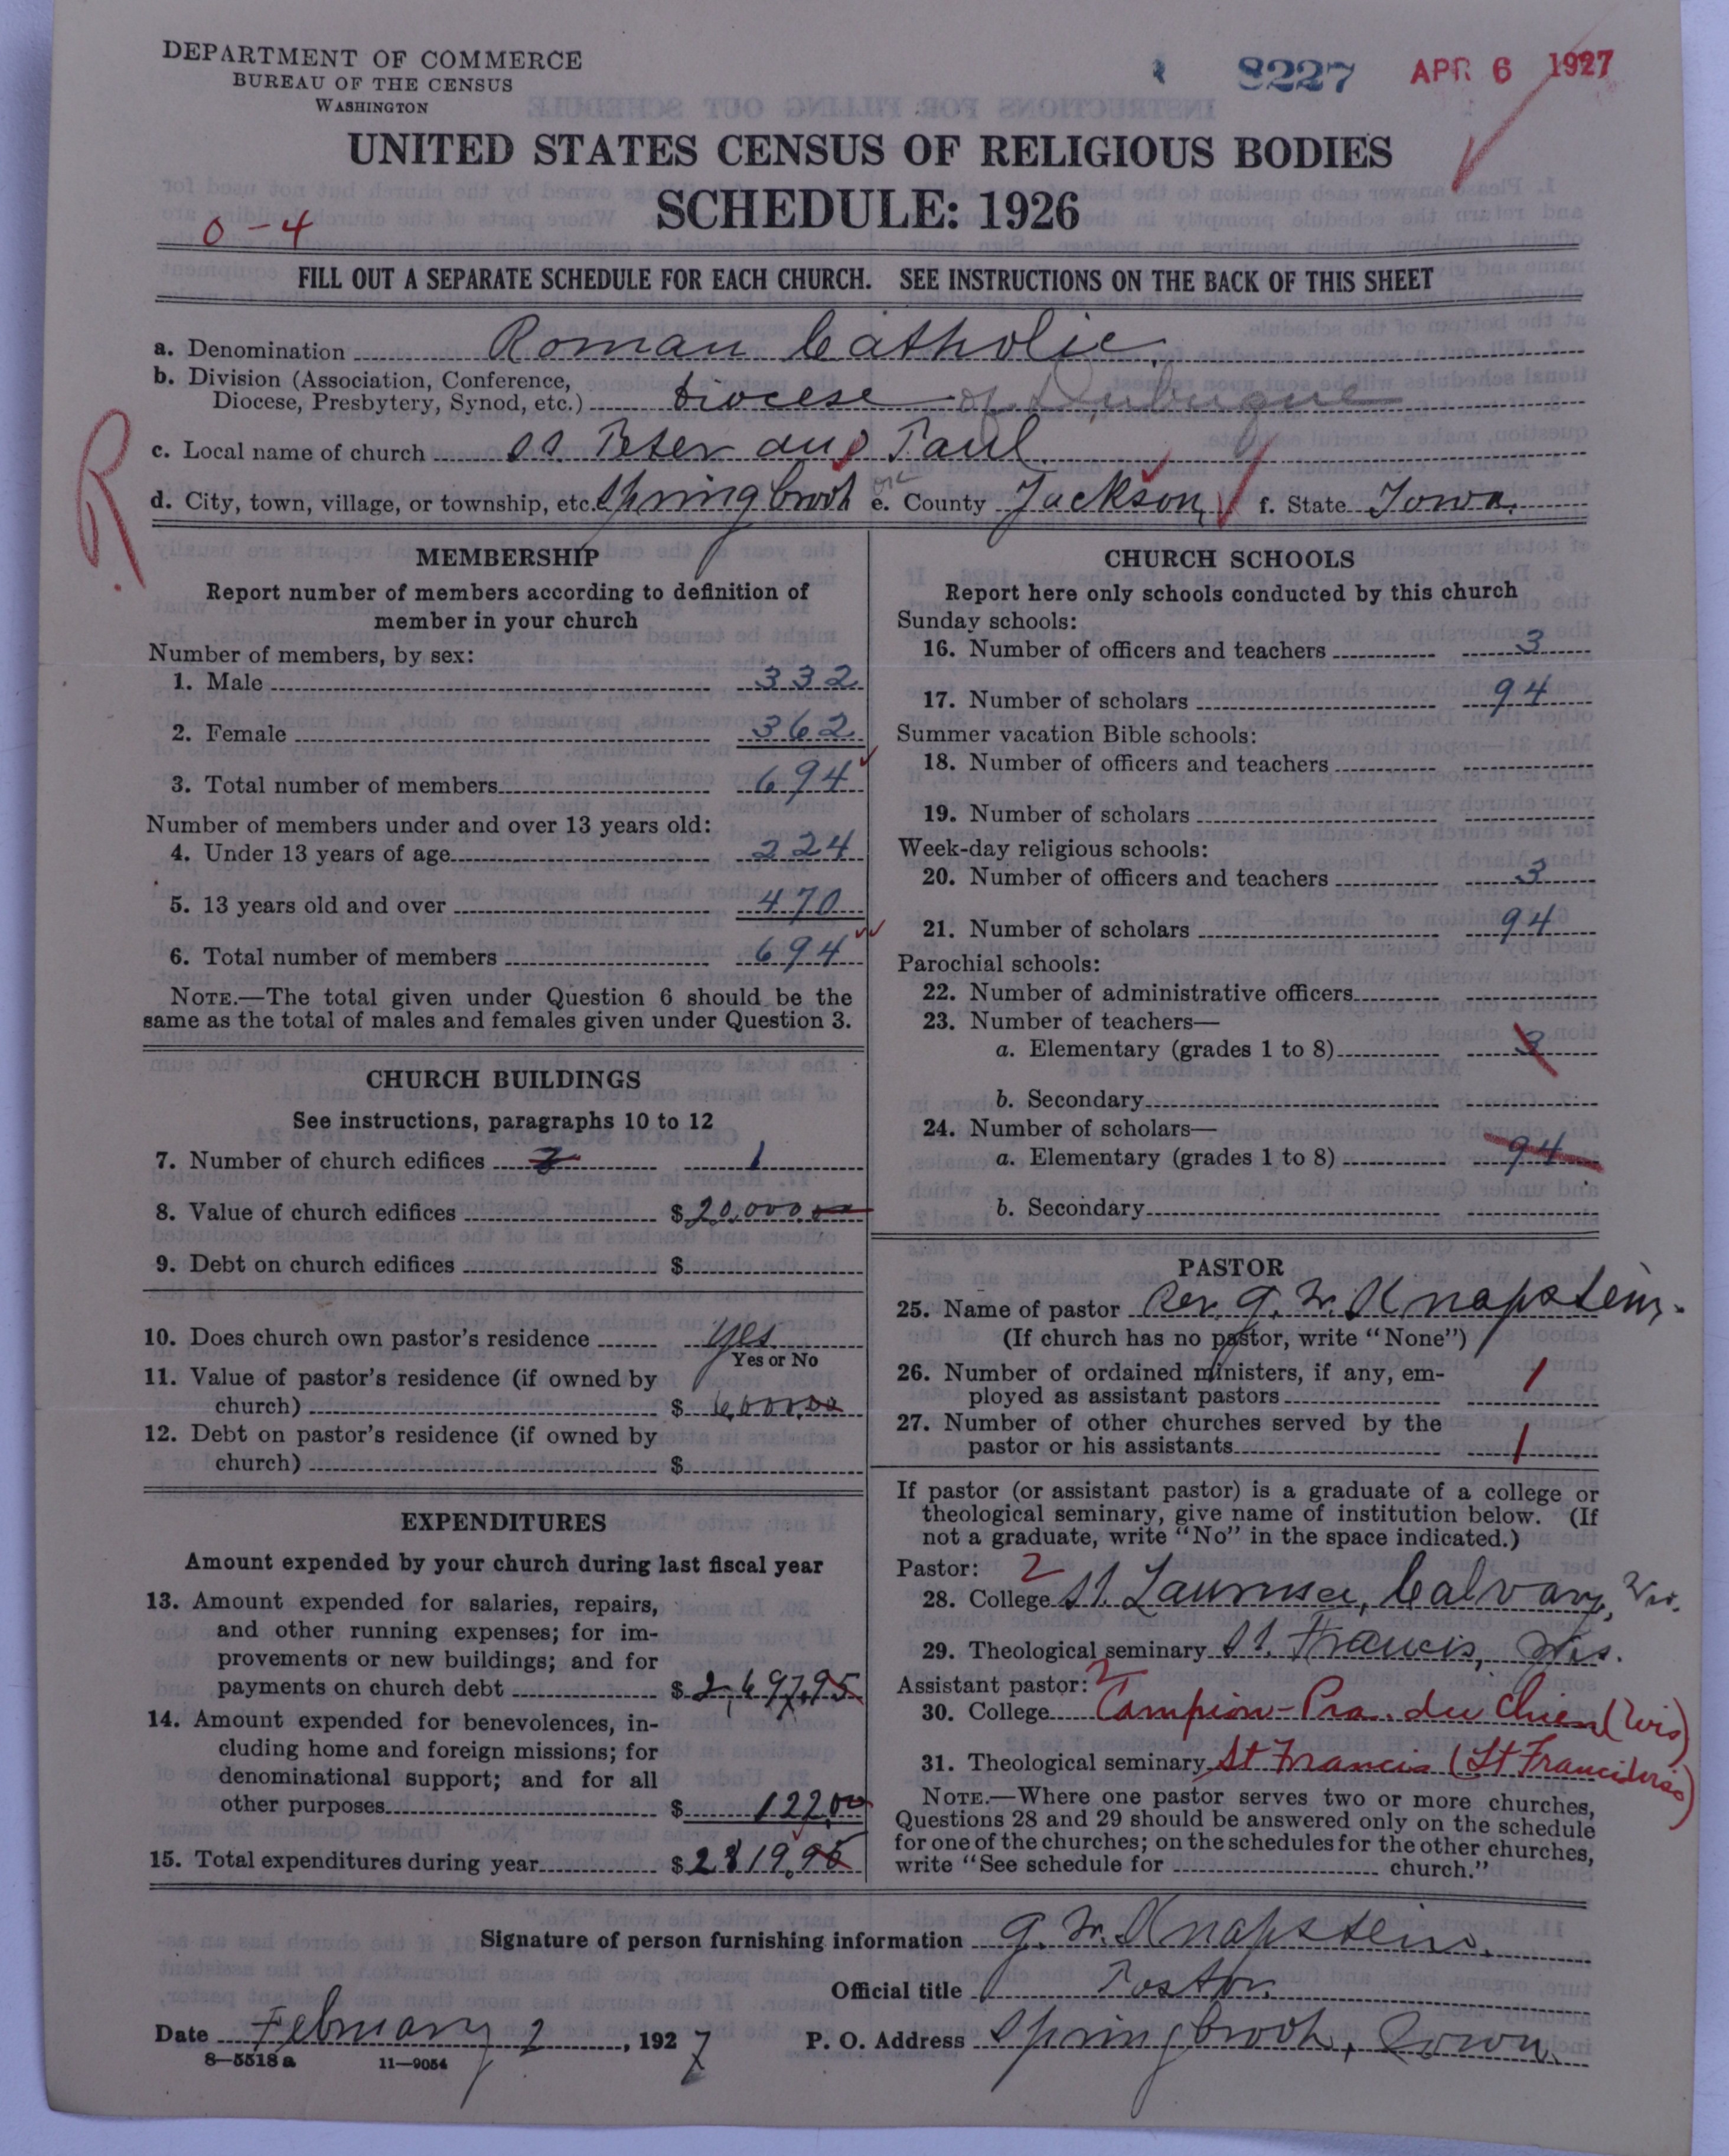 DEPARTMENT OF COMMERCE
BUREAU OF THE CENSUS
WASHINGTON
8227 APR 6 1927
UNITED STATES CENSUS OF RELIGIOUS BODIES
SCHEDULE: 1926
0-4
FILL OUT A SEPARATE SCHEDULE FOR EACH CHURCH. SEE INSTRUCTIONS ON THE BACK OF THIS SHEET
a. Denomination Roman Catholic.
b. Division (Association, Conference,
Diocese, Presbytery, Synod, etc.) Diocese of Dubuque
R
c. Local name of church SS. Peter and Paul.
d. City, town, village, or township, etc. Springbrook e. County Jackson, f. State Iowa.
MEMBERSHIP
Report number of members according to definition of
member in your church
Number of members, by sex:
1. Male 332
2. Female 362
3. Total number of members 694
Number of members under and over 13 years old:
4. Under 13 years of age 224
5. 13 years old and over 470
6. Total number of members 694
NOTE.—The total given under Question 6 should be the
same as the total of males and females given under Question 3.
CHURCH BUILDINGS
See instructions, paragraphs 10 to 12
7. Number of church edifices 1
8. Value of church edifices $20,000.00
9. Debt on church edifices $
10. Does church own pastor's residence yes
Yes or No
11. Value of pastor's residence (if owned by
church) $ 6,000.00
12. Debt on pastor's residence (if owned by
church) $
EXPENDITURES
Amount expended by your church during last fiscal year
13. Amount expended for salaries, repairs,
and other running expenses; for im-
provements or new buildings; and for
payments on church debt $ 2,697.95
14. Amount expended for benevolences, in-
cluding home and foreign missions; for
denominational support; and for all
other purposes $ 122.00
15. Total expenditures during year $ 2819.95
CHURCH SCHOOLS
Report here only schools conducted by this church
Sunday schools:
16. Number of officers and teachers 3
17. Number of scholars 94
Summer vacation Bible schools:
18. Number of officers and teachers
19. Number of scholars
Week-day religious schools:
20. Number of officers and teachers 3
21. Number of scholars 94
Parochial schools:
22. Number of administrative officers
23. Number of teachers—
a. Elementary (grades 1 to 8) 3
b. Secondary
24. Number of scholars—
a. Elementary (grades 1 to 8) 94
b. Secondary
PASTOR
25. Name of pastor Rev. G. M. Knapstein.
(If church has no pastor, write "None")
26. Number of ordained ministers, if any, em-
ployed as assistant pastors 1
27. Number of other churches served by the
pastor or his assistants 1
If pastor (or assistant pastor) is a graduate of a college or
theological seminary, give name of institution below. (If
not a graduate, write "No" in the space indicated.)
Pastor: 2
28. College St. Laurence, Calvary, Wis.
29. Theological seminary St. Francis, Wis.
Assistant pastor: 2
30. College Campion - Pra. du Chien (Wis)
31. Theological seminary St Francis (St Francis Wis)
NOTE.—Where one pastor serves two or more churches,
Questions 28 and 29 should be answered only on the schedule
for one of the churches; on the schedules for the other churches,
write "See schedule for church."
Signature of person furnishing information G. M. Knapstein.
Official title Pastor.
Date February 2, 1927 P. O. Address Springbrook, Iowa.
8-5518a 11-9054